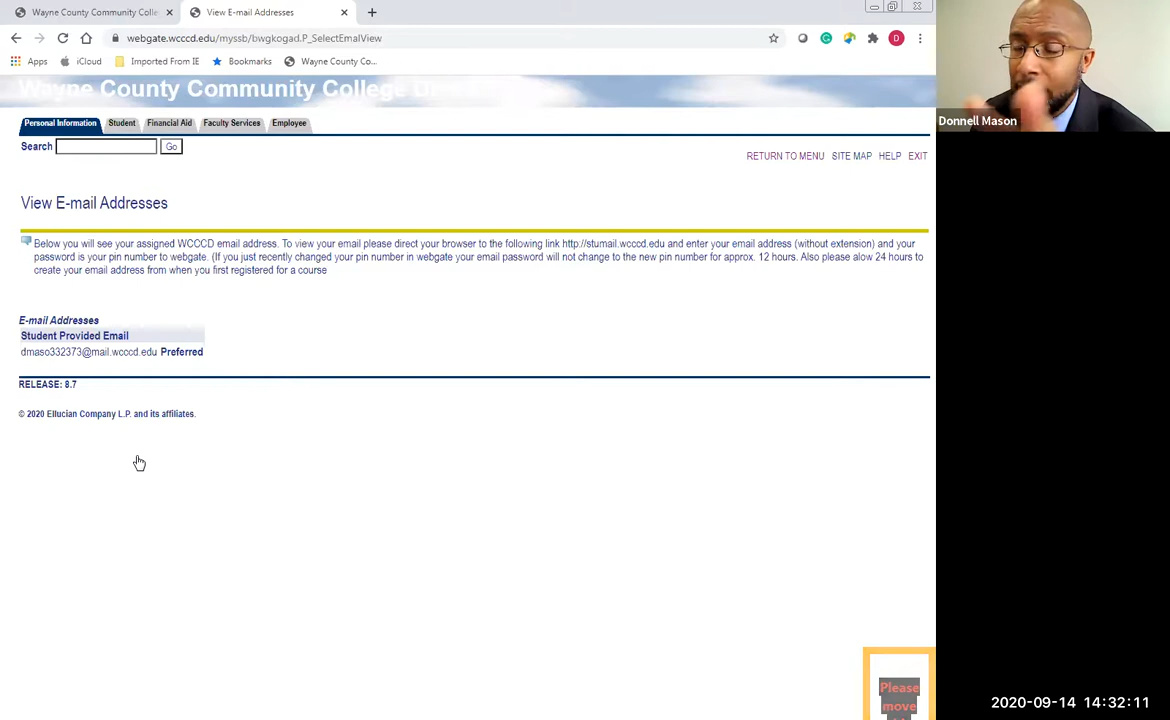 Wayne County Community Colle
View E-mail Addresses
webgate.wcccd.edu/myssb/bwgkogad.P_SelectEmalView
D
Apps
iCloud
Imported From IE
Bookmarks
Wayne County Co...
Wayne County Community College
Personal Information
Student
Financial Aid
Faculty Services
Employee
Search
Go
RETURN TO MENU
SITE MAP
HELP
EXIT
View E-mail Addresses
Below you will see your assigned WCCCD email address. To view your email please direct your browser to the following link http://stumail.wcccd.edu and enter your email address (without extension) and your
password is your pin number to webgate. (If you just recently changed your pin number in webgate your email password will not change to the new pin number for approx. 12 hours. Also please alow 24 hours to
create your email address from when you first registered for a course
E-mail Addresses
Student Provided Email
dmaso332373@mail.wcccd.edu Preferred
RELEASE: 8.7
© 2020 Ellucian Company L.P. and its affiliates.
Donnell Mason
Please
move
2020-09-14 14:32:11